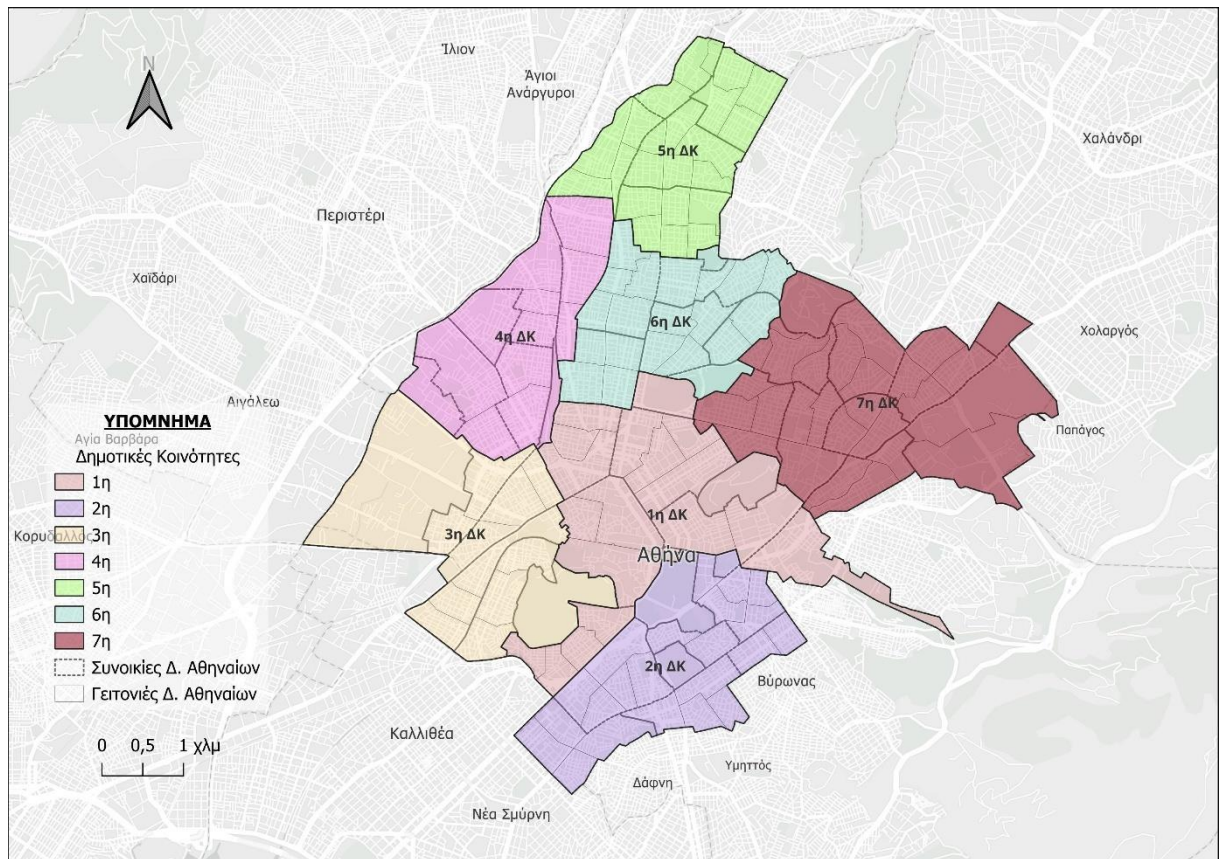 Ίλιον
Άγιοι
Ανάργυροι
N
Χαλάνδρι
5η ΔΚ
Περιστέρι
Χαϊδάρι
6η ΔΚ
4η ΔΚ
Χολαργός
Αιγάλεω
7η ΔΚ
Παπάγος
ΥΠΟΜΝΗΜΑ
Αγία Βαρβάρα
Δημοτικές Κοινότητες
1η
2η
3η
4η
5η
6η
7η
Συνοικίες Δ. Αθηναίων
Γειτονιές Δ. Αθηναίων
Κορυδαλλός
1η ΔΚ
3η ΔΚ
Αθήνα
2η ΔΚ
Βύρωνας
Καλλιθέα
0 0,5 1 χλμ
Υμηττός
Δάφνη
Νέα Σμύρνη